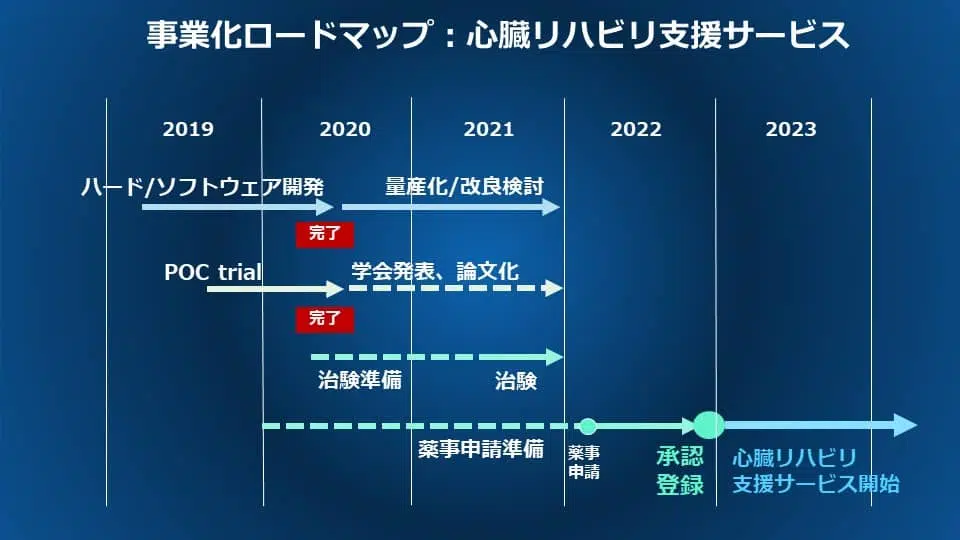 事業化ロードマップ：心臓リハビリ支援サービス
2019 2020 2021 2022 2023
ハード/ソフトウェア開発 量産化/改良検討
完了
POC trial 学会発表、論文化
完了
治験準備 治験
薬事申請準備
薬事
申請
承認
登録
心臓リハビリ
支援サービス開始